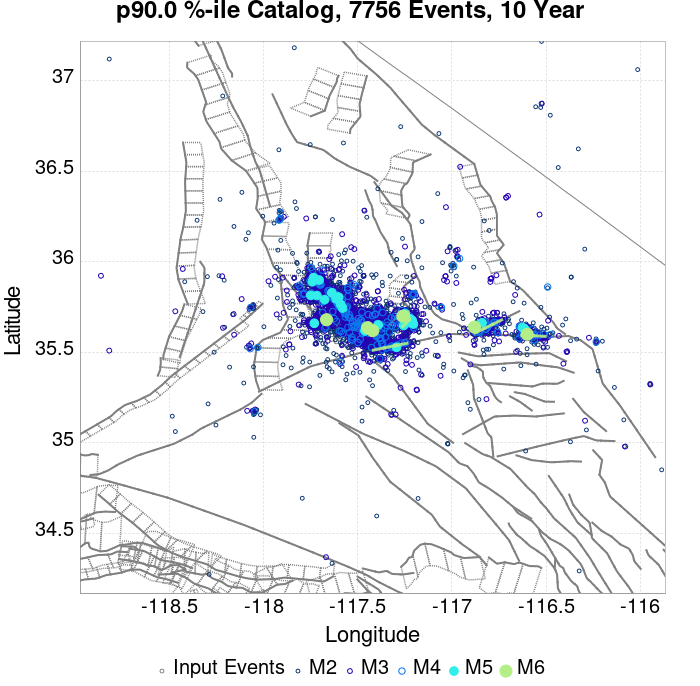 p90.0 %-ile Catalog, 7756 Events, 10 Year
37
36.5
36
35.5
35
34.5
Latitude
-118.5 -118 -117.5 -117 -116.5 -116
Longitude
Input Events M2 M3 M4 M5 M6